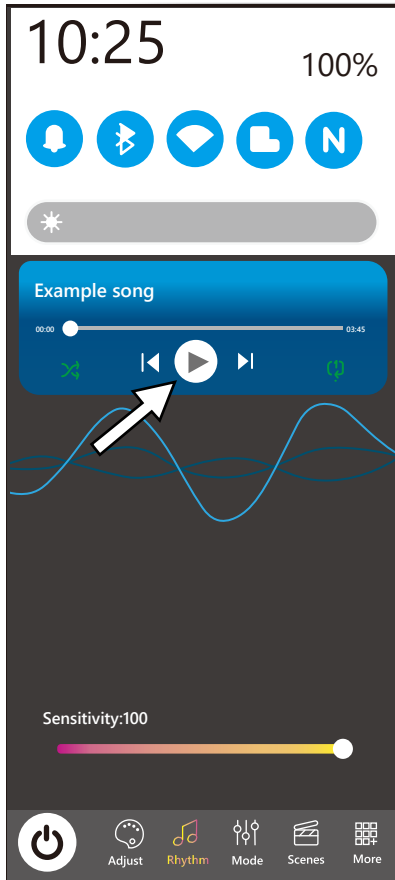 10:25
100%
N
Example song
00:00
03:45
Sensitivity:100
Adjust
Rhythm
Mode
Scenes
More